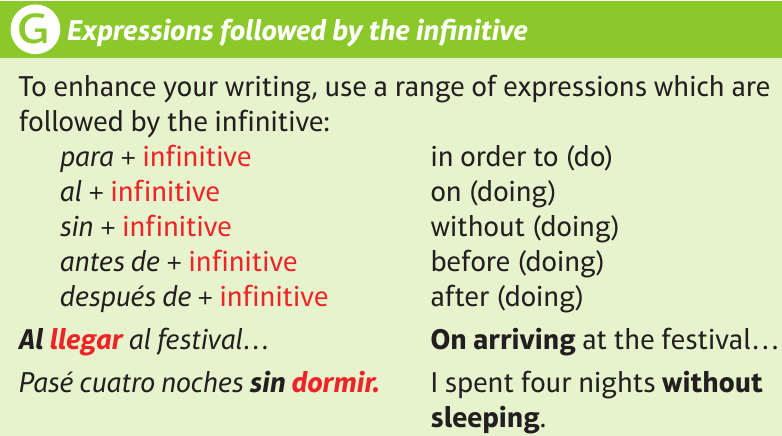 G Expressions followed by the infinitive
To enhance your writing, use a range of expressions which are
followed by the infinitive:
para + infinitive in order to (do)
al + infinitive on (doing)
sin + infinitive without (doing)
antes de + infinitive before (doing)
después de + infinitive after (doing)
Al llegar al festival… On arriving at the festival…
Pasé cuatro noches sin dormir. I spent four nights without
sleeping.